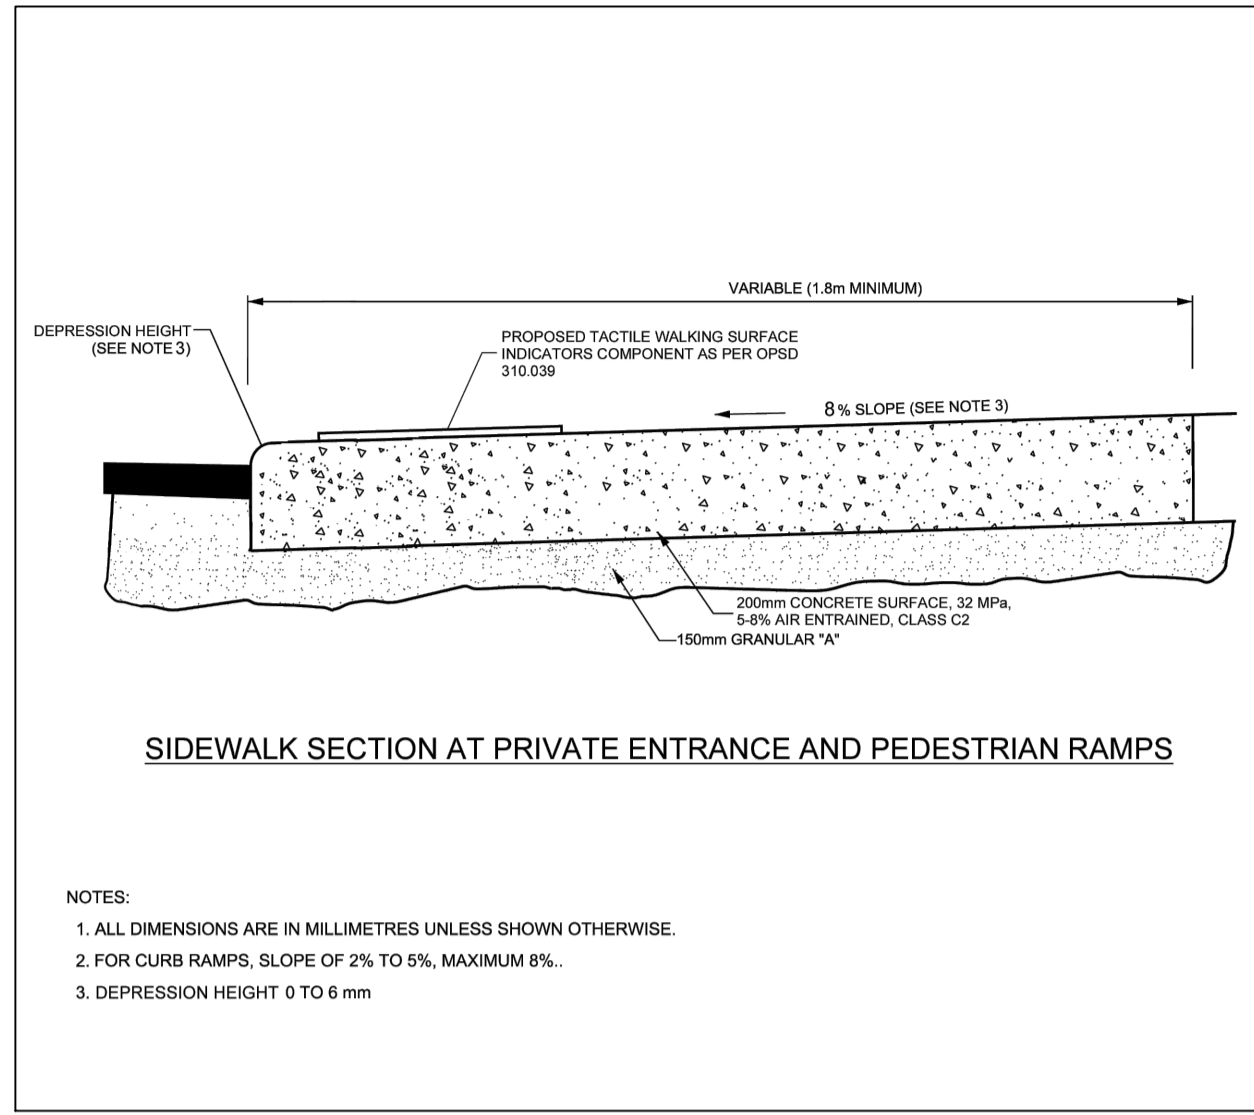 VARIABLE (1.8m MINIMUM)
DEPRESSION HEIGHT
(SEE NOTE 3)
PROPOSED TACTILE WALKING SURFACE
INDICATORS COMPONENT AS PER OPSD
310.039
8% SLOPE (SEE NOTE 3)
200mm CONCRETE SURFACE, 32 MPa,
5-8% AIR ENTRAINED, CLASS C2
150mm GRANULAR "A"
SIDEWALK SECTION AT PRIVATE ENTRANCE AND PEDESTRIAN RAMPS
NOTES:
1. ALL DIMENSIONS ARE IN MILLIMETRES UNLESS SHOWN OTHERWISE.
2. FOR CURB RAMPS, SLOPE OF 2% TO 5%, MAXIMUM 8%..
3. DEPRESSION HEIGHT 0 TO 6 mm